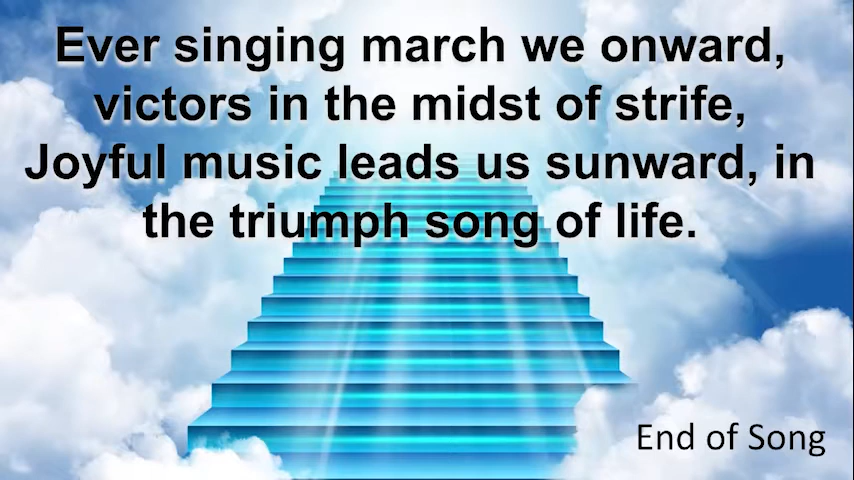 Ever singing march we onward,
victors in the midst of strife,
Joyful music leads us sunward, in
the triumph song of life.
End of Song